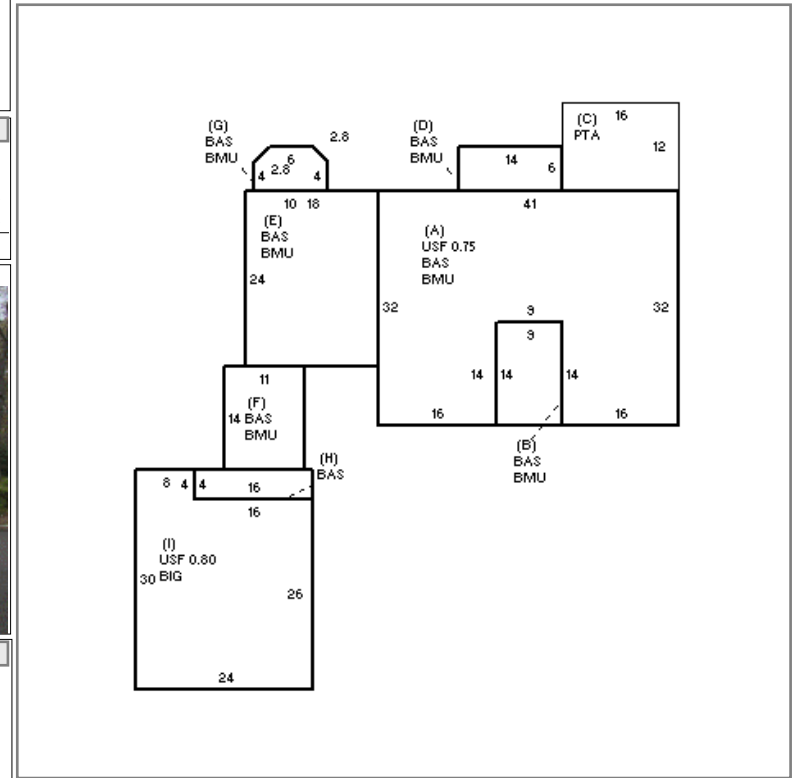 (C) 16
PTA
12
(G)
BAS
BMU
2.8
(D)
BAS
BMU
6
2.8
4 4
14
6
10 18
41
(E)
BAS
BMU
(A)
USF 0.75
BAS
BMU
24
32
32
9
9
11
14 14 14
(F)
14 BAS
BMU
16
16
(B)
BAS
BMU
(H)
BAS
8 4 4 16
16
(I)
USF 0.80
30 BIG
26
24